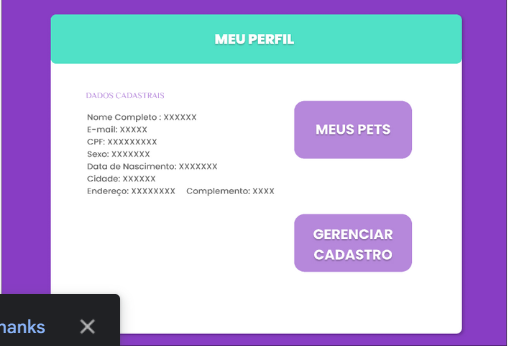 MEU PERFIL
DADOS CADASTRAIS
Nome Completo : XXXXXX
E-mail: XXXXX
CPF: XXXXXXXXX
Sexo: XXXXXXX
Data de Nascimento: XXXXXXX
Cidade: XXXXXX
Endereço: XXXXXXXX Complemento: XXXX
MEUS PETS
GERENCIAR
CADASTRO